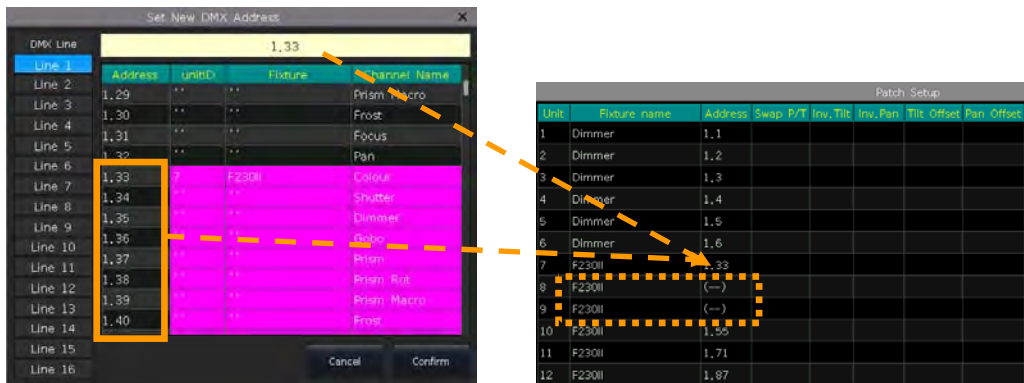 Set New DMX Address X
DMX Line 1.33
Line 1
Line 2
Line 3
Line 4
Line 5
Line 6
Line 7
Line 8
Line 9
Line 10
Line 11
Line 12
Line 13
Line 14
Line 15
Line 16
Address unitID Fixture Channel Name
1.29 " " Prism Macro
1.30 " " Frost
1.31 " " Focus
1.32 " " Pan
1.33 7 F230II Colour
1.34 " " Shutter
1.35 " " Dimmer
1.36 " " Gobo
1.37 " " Prism
1.38 " " Prism Rot
1.39 " " Prism Macro
1.40 " " Frost
Cancel Confirm
Patch Setup
Unit Fixture name Address Swap P/T Inv.Tilt Inv.Pan Tilt Offset Pan Offset
1 Dimmer 1.1
2 Dimmer 1.2
3 Dimmer 1.3
4 Dimmer 1.4
5 Dimmer 1.5
6 Dimmer 1.6
7 F230II 1.33
8 F230II (--)
9 F230II (--)
10 F230II 1.55
11 F230II 1.71
12 F230II 1.87